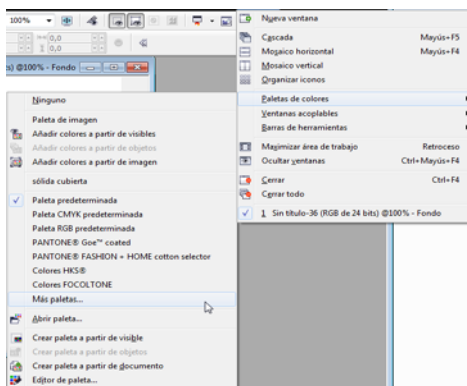 100%
0,0
0,0
s) @100% - Fondo
Nueva ventana
Cascada Mayús+F5
Mosaico horizontal Mayús+F4
Mosaico vertical
Organizar iconos
Paletas de colores
Ventanas acoplables
Barras de herramientas
Maximizar área de trabajo Retroceso
Ocultar ventanas Ctrl+Mayús+F4
Cerrar Ctrl+F4
Cerrar todo
1 Sin título-36 (RGB de 24 bits) @100% - Fondo
Ninguno
Paleta de imagen
Añadir colores a partir de visibles
Añadir colores a partir de objetos
Añadir colores a partir de imagen
sólida cubierta
Paleta predeterminada
Paleta CMYK predeterminada
Paleta RGB predeterminada
PANTONE® Goe™ coated
PANTONE® FASHION + HOME cotton selector
Colores HKS®
Colores FOCOLTONE
Más paletas...
Abrir paleta...
Crear paleta a partir de visible
Crear paleta a partir de objetos
Crear paleta a partir de documento
Editor de paleta...